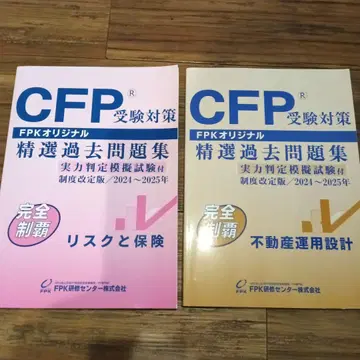 CFP® 受験対策
FPKオリジナル
精選過去問題集
実力判定模擬試験付
制度改定版/2024〜2025年
完全
制覇
リスクと保険
FPK
FPK研修センター株式会社
CFP® 受験対策
FPKオリジナル
精選過去問題集
実力判定模擬試験付
制度改定版/2024〜2025年
完全
制覇
不動産運用設計
FPK
FPK研修センター株式会社